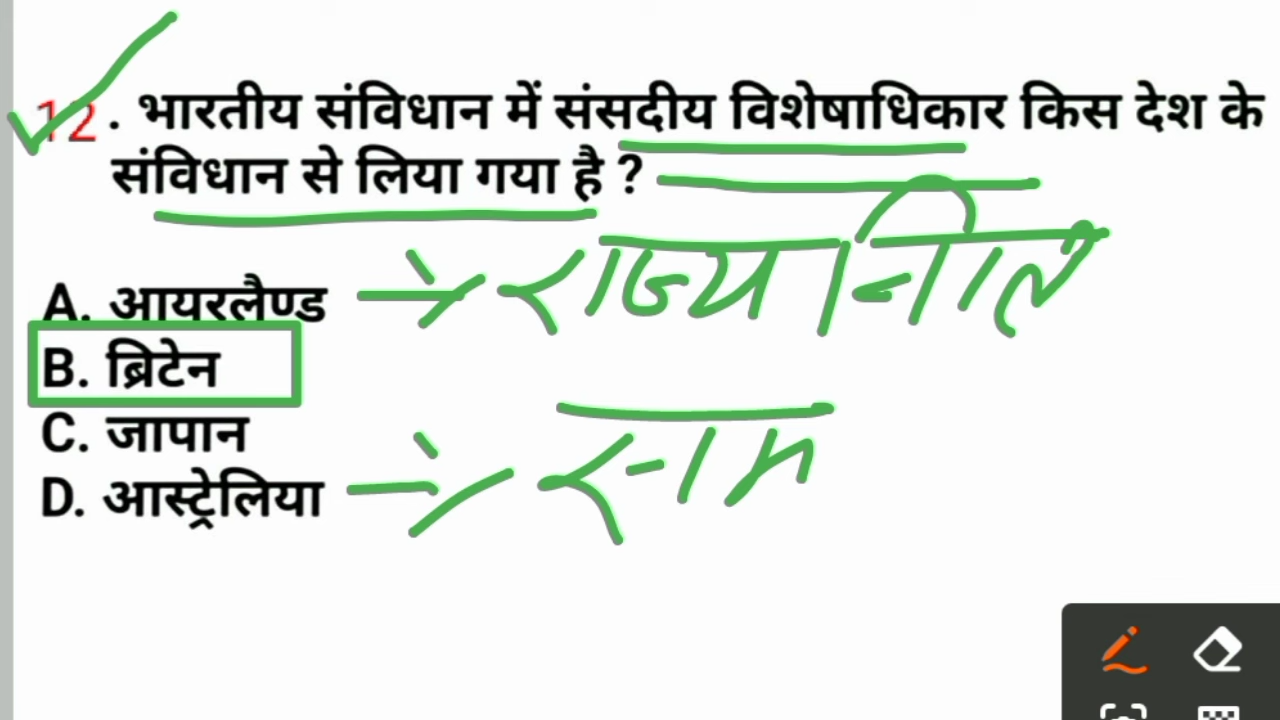 12. भारतीय संविधान में संसदीय विशेषाधिकार किस देश के
संविधान से लिया गया है ?
A. आयरलैण्ड → राज्य नीति
B. ब्रिटेन
C. जापान
D. आस्ट्रेलिया →